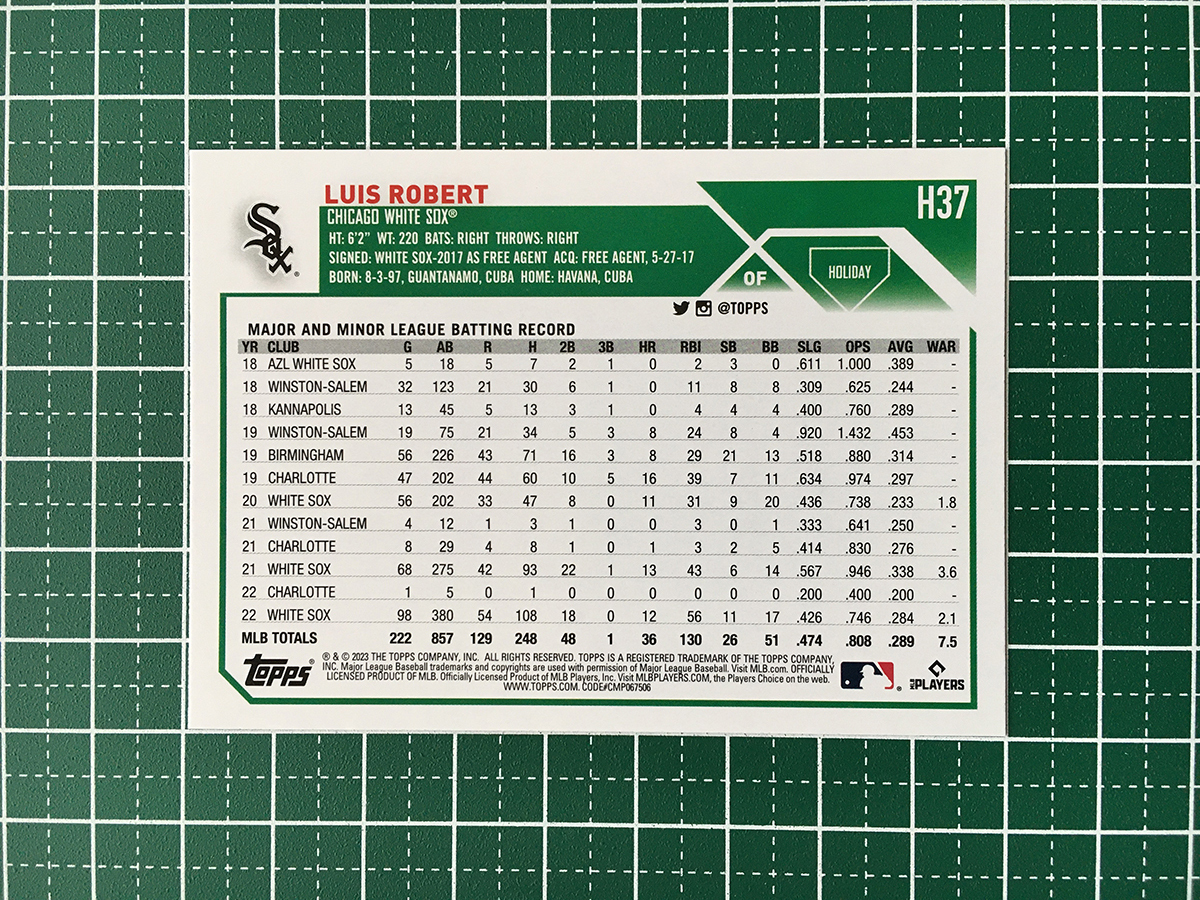 LUIS ROBERT
CHICAGO WHITE SOX®
HT: 6'2" WT: 220 BATS: RIGHT THROWS: RIGHT
SIGNED: WHITE SOX-2017 AS FREE AGENT ACQ: FREE AGENT, 5-27-17
BORN: 8-3-97, GUANTANAMO, CUBA HOME: HAVANA, CUBA
H37
OF
HOLIDAY
Sox®
@TOPPS
MAJOR AND MINOR LEAGUE BATTING RECORD
YR CLUB G AB R H 2B 3B HR RBI SB BB SLG OPS AVG WAR
18 AZL WHITE SOX 5 18 5 7 2 1 0 2 3 0 .611 1.000 .389 -
18 WINSTON-SALEM 32 123 21 30 6 1 0 11 8 8 .309 .625 .244 -
18 KANNAPOLIS 13 45 5 13 3 1 0 4 4 4 .400 .760 .289 -
19 WINSTON-SALEM 19 75 21 34 5 3 8 24 8 4 .920 1.432 .453 -
19 BIRMINGHAM 56 226 43 71 16 3 8 29 21 13 .518 .880 .314 -
19 CHARLOTTE 47 202 44 60 10 5 16 39 7 11 .634 .974 .297 -
20 WHITE SOX 56 202 33 47 8 0 11 31 9 20 .436 .738 .233 1.8
21 WINSTON-SALEM 4 12 1 3 1 0 0 3 0 1 .333 .641 .250 -
21 CHARLOTTE 8 29 4 8 1 0 1 3 2 5 .414 .830 .276 -
21 WHITE SOX 68 275 42 93 22 1 13 43 6 14 .567 .946 .338 3.6
22 CHARLOTTE 1 5 0 1 0 0 0 0 0 0 .200 .400 .200 -
22 WHITE SOX 98 380 54 108 18 0 12 56 11 17 .426 .746 .284 2.1
MLB TOTALS 222 857 129 248 48 1 36 130 26 51 .474 .808 .289 7.5
Topps®
® & © 2023 THE TOPPS COMPANY, INC. ALL RIGHTS RESERVED. TOPPS IS A REGISTERED TRADEMARK OF THE TOPPS COMPANY,
INC. Major League Baseball trademarks and copyrights are used with permission of Major League Baseball. Visit MLB.com. OFFICIALLY
LICENSED PRODUCT OF MLB. Officially Licensed Product of MLB Players, Inc. Visit MLBPLAYERS.COM, the Players Choice on the web.
WWW.TOPPS.COM. CODE#CMP067506
MLB PLAYERS